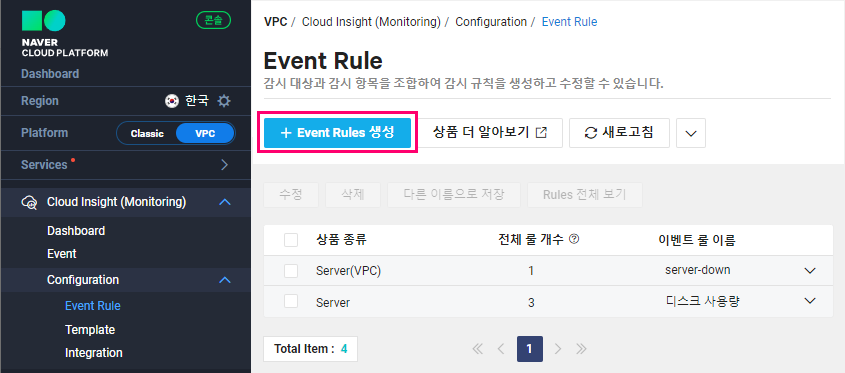 콘솔
NAVER
CLOUD PLATFORM
Dashboard
Region 한국
Platform Classic VPC
Services
Cloud Insight (Monitoring)
Dashboard
Event
Configuration
Event Rule
Template
Integration
VPC / Cloud Insight (Monitoring) / Configuration / Event Rule
Event Rule
감시 대상과 감시 항목을 조합하여 감시 규칙을 생성하고 수정할 수 있습니다.
+ Event Rules 생성 상품 더 알아보기 새로고침
수정 삭제 다른 이름으로 저장 Rules 전체 보기
상품 종류 전체 룰 개수 이벤트 룰 이름
Server(VPC) 1 server-down
Server 3 디스크 사용량
Total Item : 4 1